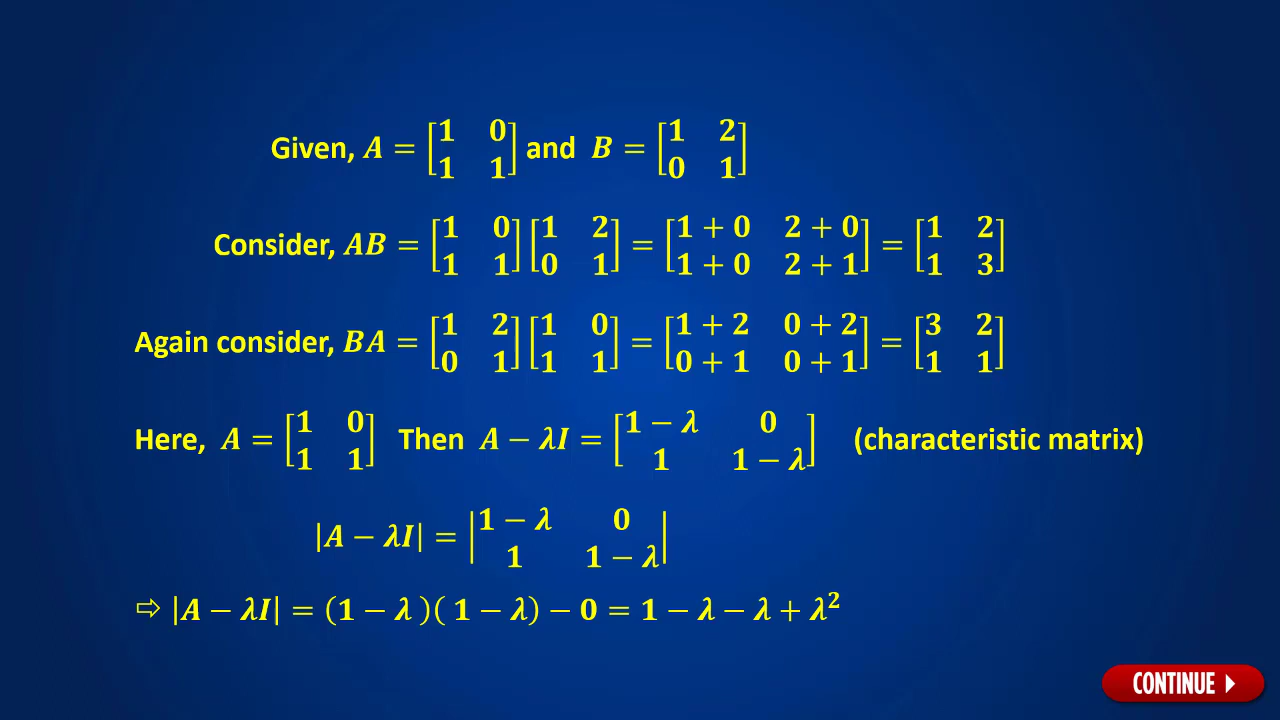 Given, A = [1 0; 1 1] and B = [1 2; 0 1]
Consider, AB = [1 0; 1 1][1 2; 0 1] = [1 + 0 2 + 0; 1 + 0 2 + 1] = [1 2; 1 3]
Again consider, BA = [1 2; 0 1][1 0; 1 1] = [1 + 2 0 + 2; 0 + 1 0 + 1] = [3 2; 1 1]
Here, A = [1 0; 1 1] Then A − λI = [1 − λ 0; 1 1 − λ] (characteristic matrix)
|A − λI| = |1 − λ 0; 1 1 − λ|
⇨ |A − λI| = (1 − λ )( 1 − λ) − 0 = 1 − λ − λ + λ²
CONTINUE